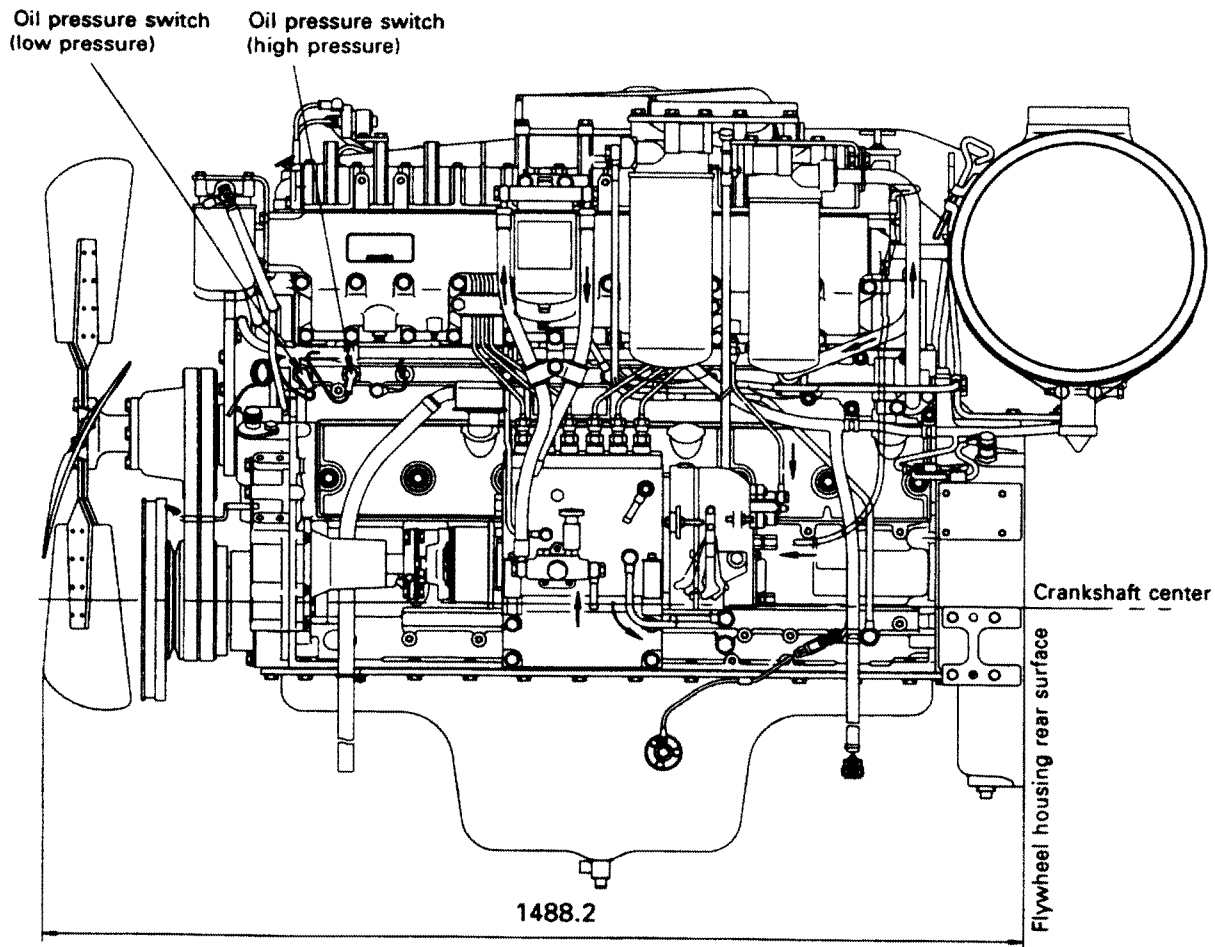 Oil pressure switch
(low pressure)
Oil pressure switch
(high pressure)
Crankshaft center
Flywheel housing rear surface
1488.2